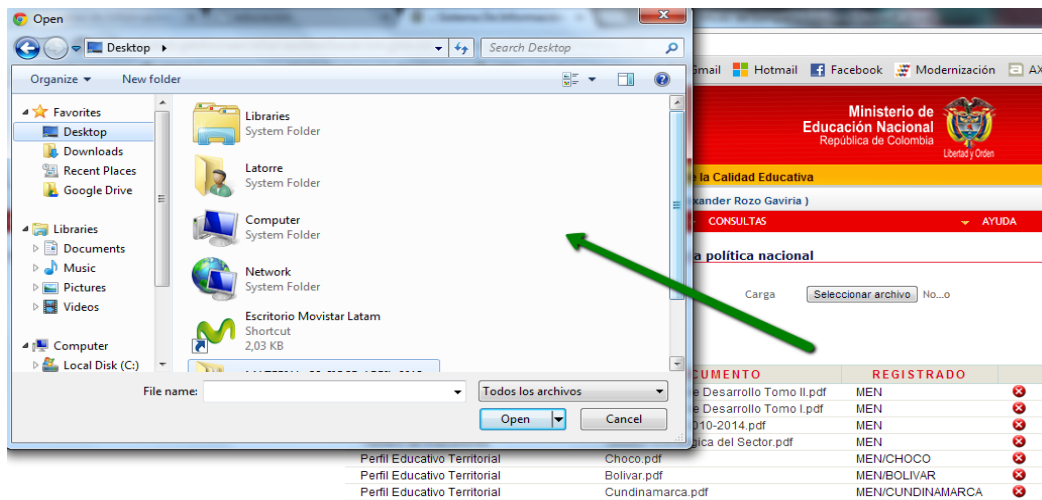 Open
Desktop
Search Desktop
Organize
New folder
Favorites
Desktop
Downloads
Recent Places
Google Drive
Libraries
Documents
Music
Pictures
Videos
Computer
Local Disk (C:)
Libraries
System Folder
Latorre
System Folder
Computer
System Folder
Network
System Folder
Escritorio Movistar Latam
Shortcut
2,03 KB
File name:
Todos los archivos
Open
Cancel
Hotmail
Facebook
Modernización
AX
Ministerio de
Educación Nacional
República de Colombia
Libertad y Orden
la Calidad Educativa
xander Rozo Gaviria )
CONSULTAS
AYUDA
a política nacional
Carga
Seleccionar archivo
No...o
CUMENTO REGISTRADO
e Desarrollo Tomo II.pdf MEN
e Desarrollo Tomo I.pdf MEN
010-2014.pdf MEN
gica del Sector.pdf MEN
Perfil Educativo Territorial Choco.pdf MEN/CHOCO
Perfil Educativo Territorial Bolivar.pdf MEN/BOLIVAR
Perfil Educativo Territorial Cundinamarca.pdf MEN/CUNDINAMARCA